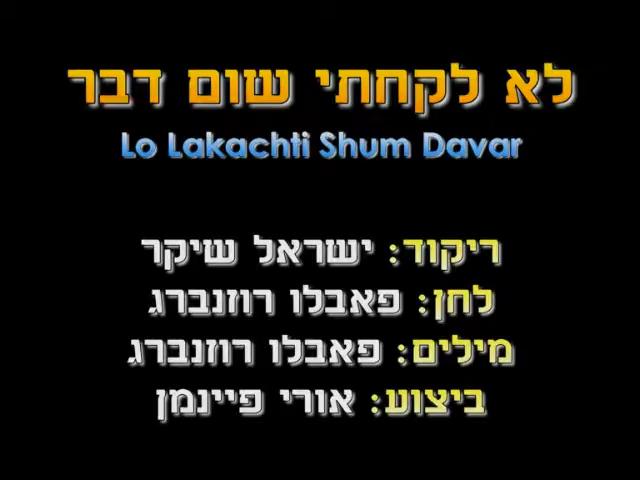 לא לקחתי שום דבר
Lo Lakachti Shum Davar
ריקוד: ישראל שיקר
לחן: פאבלו רוזנברג
מילים: פאבלו רוזנברג
ביצוע: אורי פיינמן